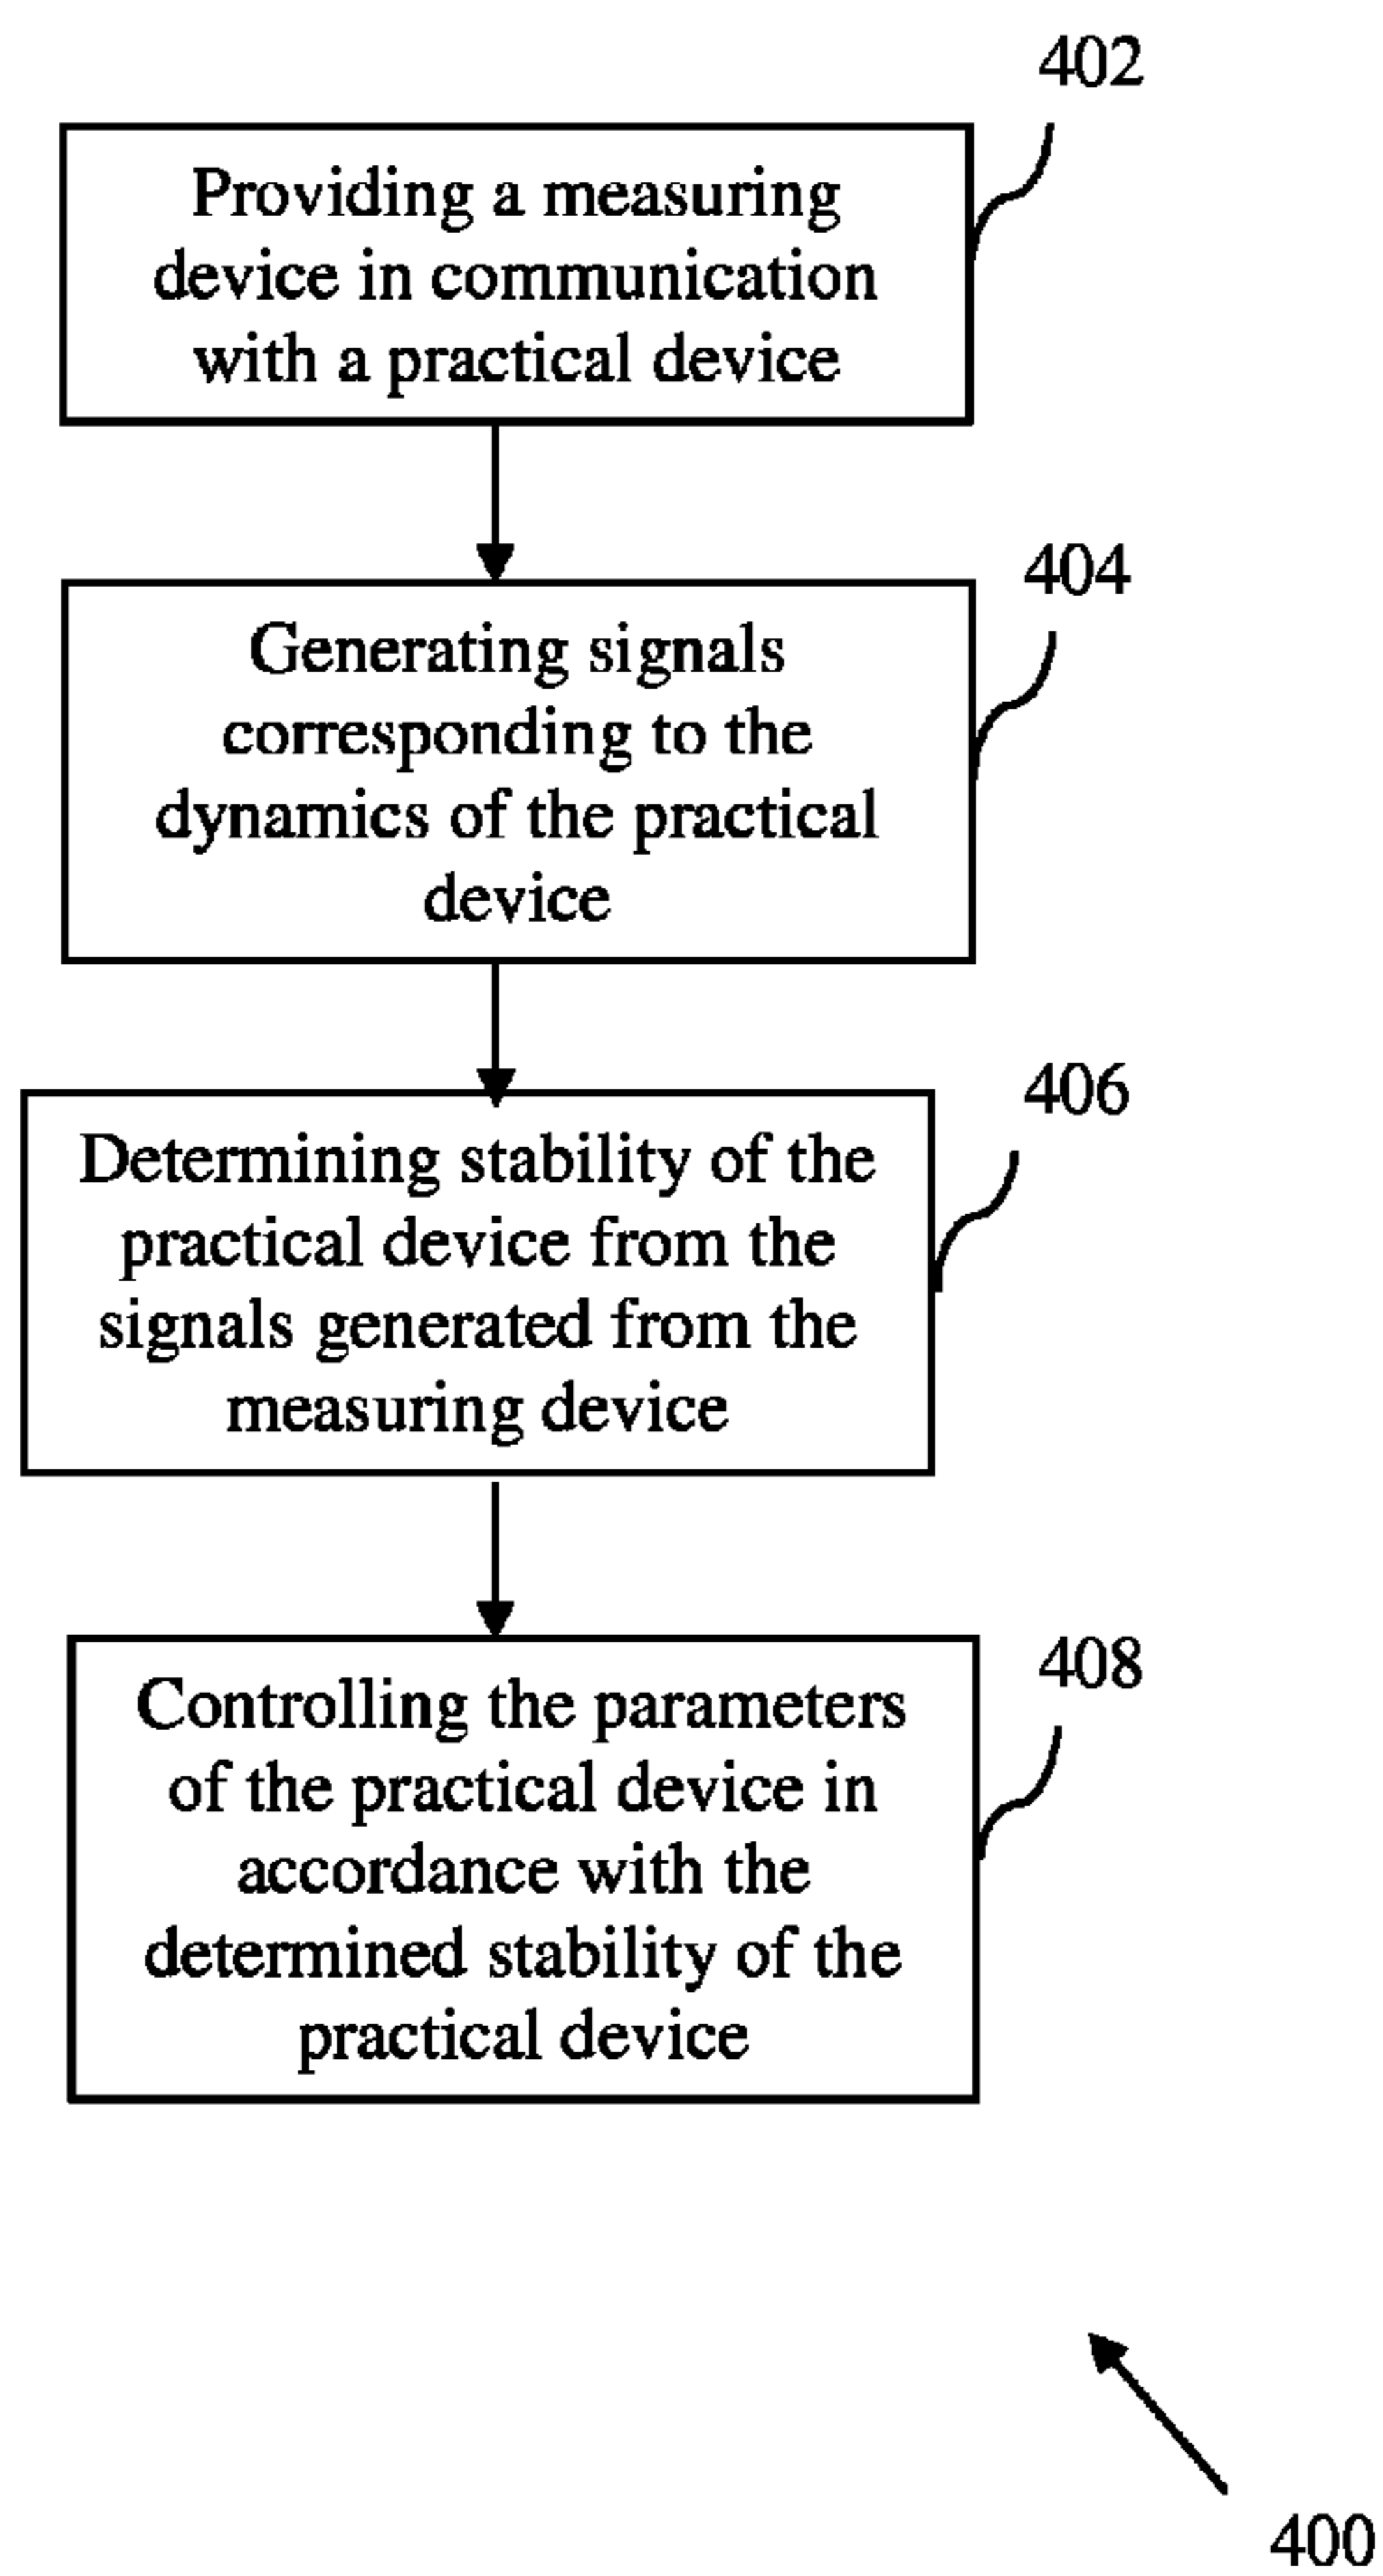 402
Providing a measuring
device in communication
with a practical device
404
Generating signals
corresponding to the
dynamics of the practical
device
406
Determining stability of the
practical device from the
signals generated from the
measuring device
408
Controlling the parameters
of the practical device in
accordance with the
determined stability of the
practical device
400